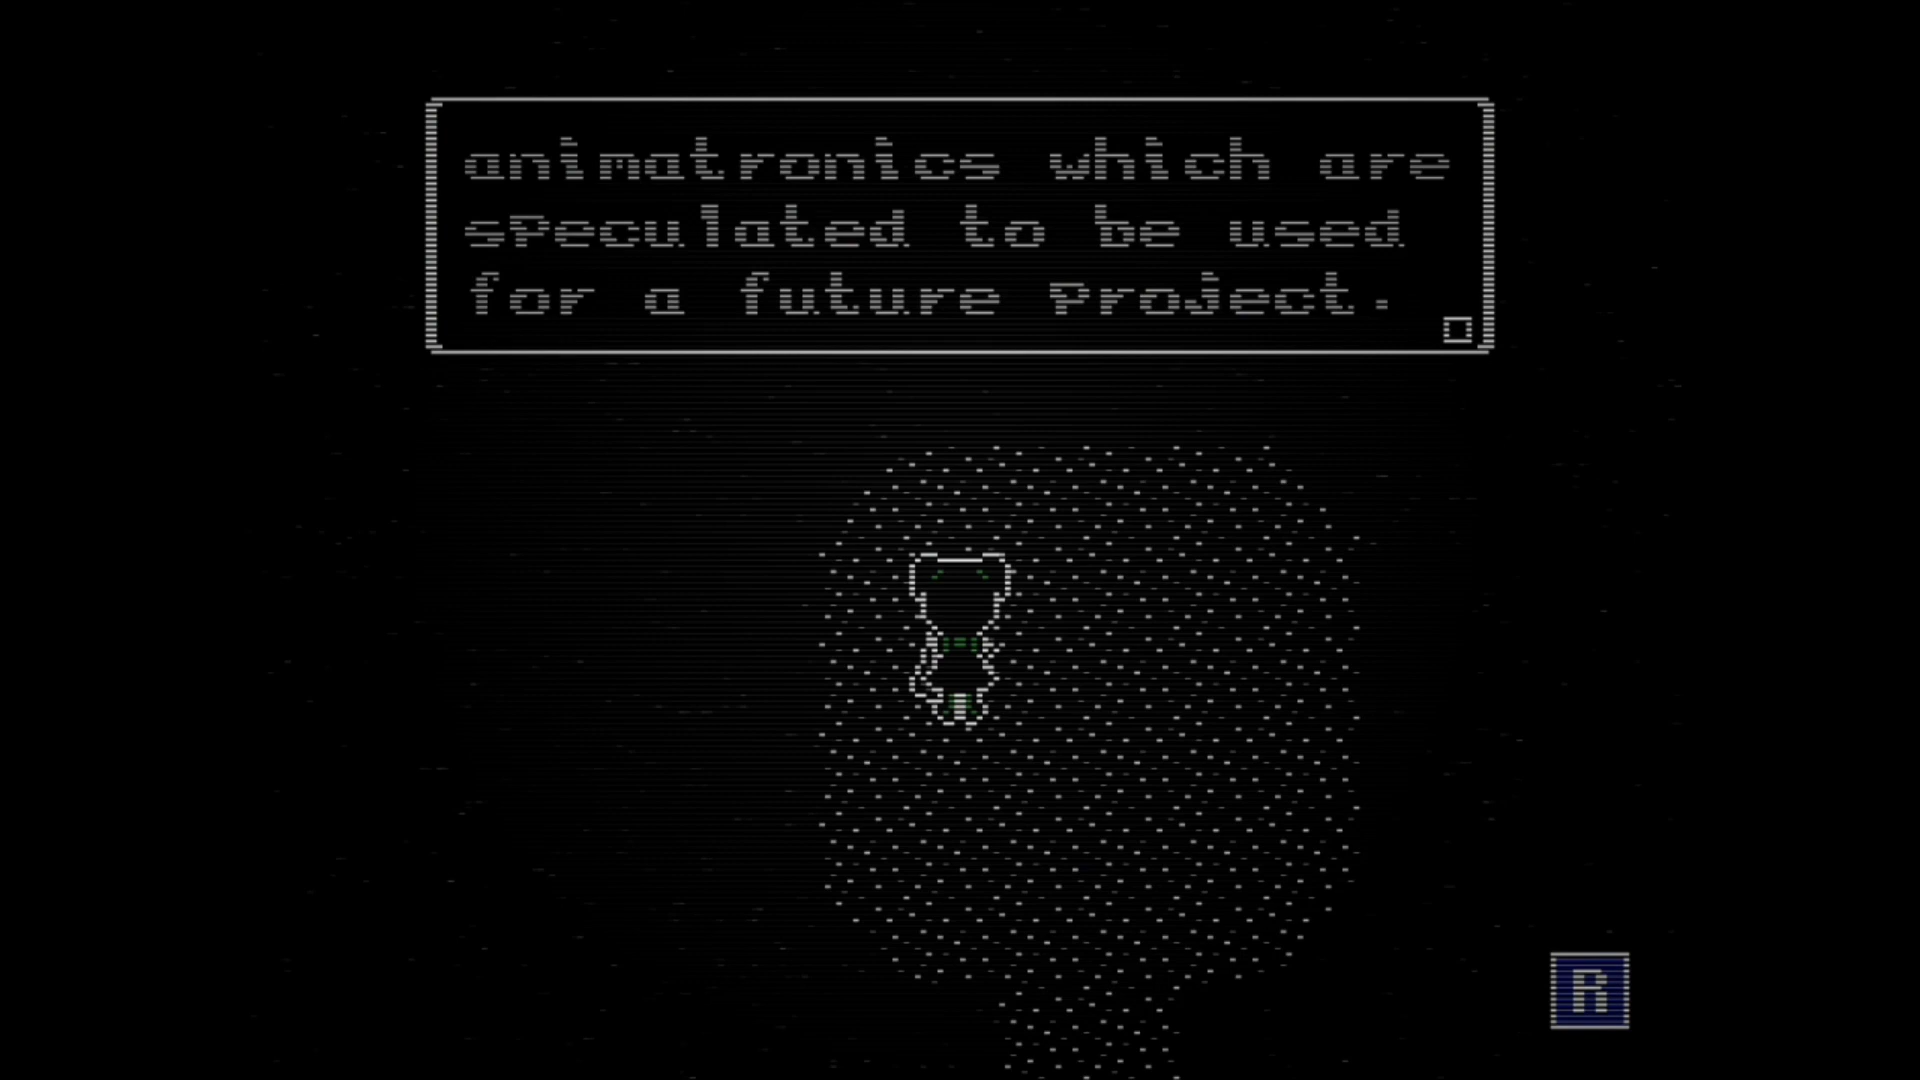 animatronics which are
speculated to be used
for a future project.
R